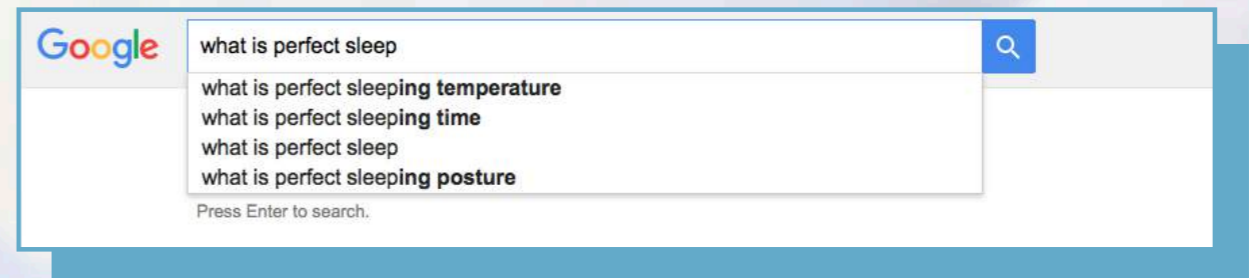 Google what is perfect sleep
what is perfect sleeping temperature
what is perfect sleeping time
what is perfect sleep
what is perfect sleeping posture
Press Enter to search.